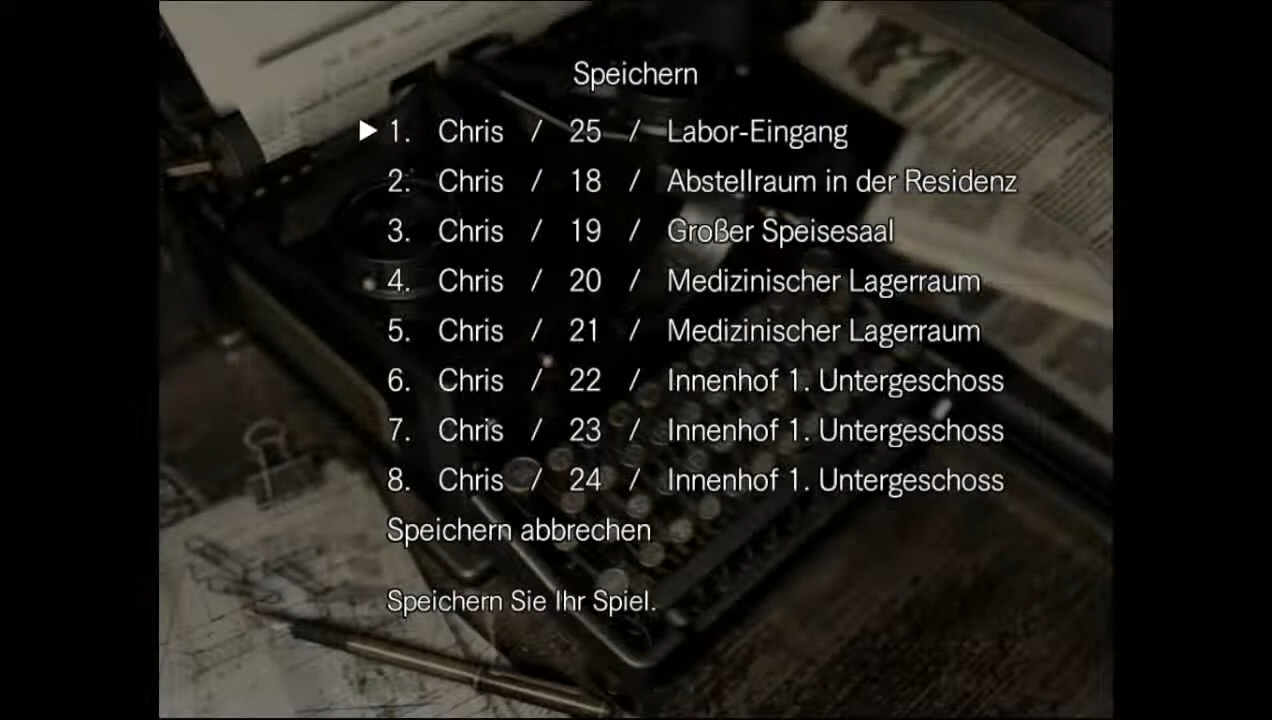 Speichern
1. Chris / 25 / Labor-Eingang
2. Chris / 18 / Abstellraum in der Residenz
3. Chris / 19 / Großer Speisesaal
4. Chris / 20 / Medizinischer Lagerraum
5. Chris / 21 / Medizinischer Lagerraum
6. Chris / 22 / Innenhof 1. Untergeschoss
7. Chris / 23 / Innenhof 1. Untergeschoss
8. Chris / 24 / Innenhof 1. Untergeschoss
Speichern abbrechen
Speichern Sie Ihr Spiel.